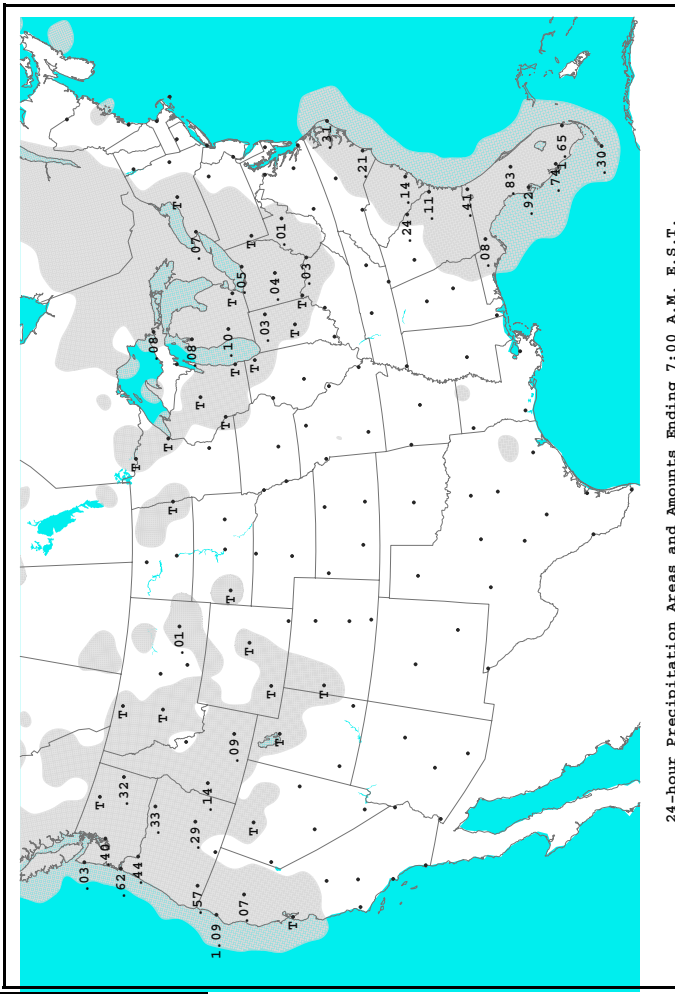 .03
T
.40
.62
T
.32
T
.44
.08
.33
T
T
T
T
.01
.08
.29
.07
.57
T
.14
1.09
T
.10
T
T
.09
T
.05
.07
T
T
T
T
.03
T
.04
T
.01
T
T
T
.03
T
.31
.21
.14
.24
.11
.41
.08
.83
.92
.74
1.65
.30
24-hour Precipitation Areas and Amounts Ending 7:00 A.M. E.S.T.